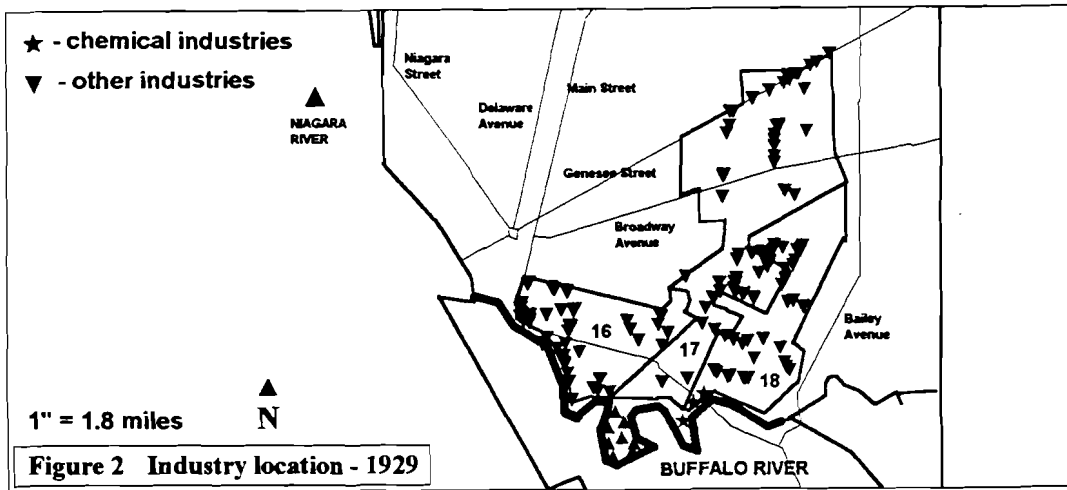 ★ - chemical industries
▼ - other industries
Niagara
Street
Main Street
Delaware
Avenue
▲
NIAGARA
RIVER
Genesee Street
Broadway
Avenue
Bailey
Avenue
16
17
18
1" = 1.8 miles
▲
N
BUFFALO RIVER
Figure 2 Industry location - 1929